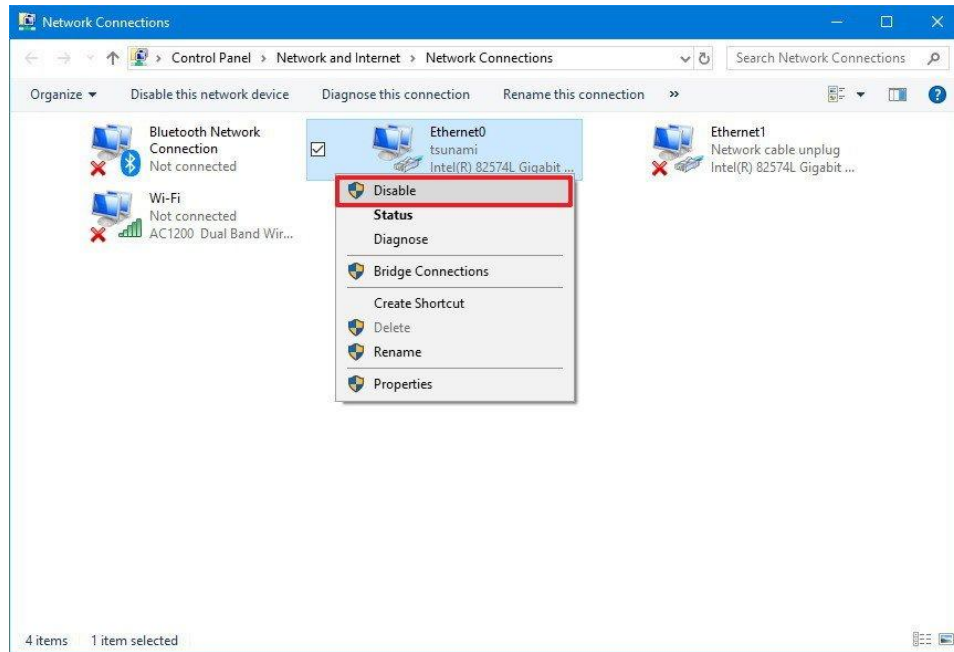 Network Connections
Control Panel > Network and Internet > Network Connections
Search Network Connections
Organize
Disable this network device
Diagnose this connection
Rename this connection
»
Bluetooth Network
Connection
Not connected
Ethernet0
tsunami
Intel(R) 82574L Gigabit ...
Ethernet1
Network cable unplug
Intel(R) 82574L Gigabit ...
Wi-Fi
Not connected
AC1200 Dual Band Wir...
Disable
Status
Diagnose
Bridge Connections
Create Shortcut
Delete
Rename
Properties
4 items
1 item selected